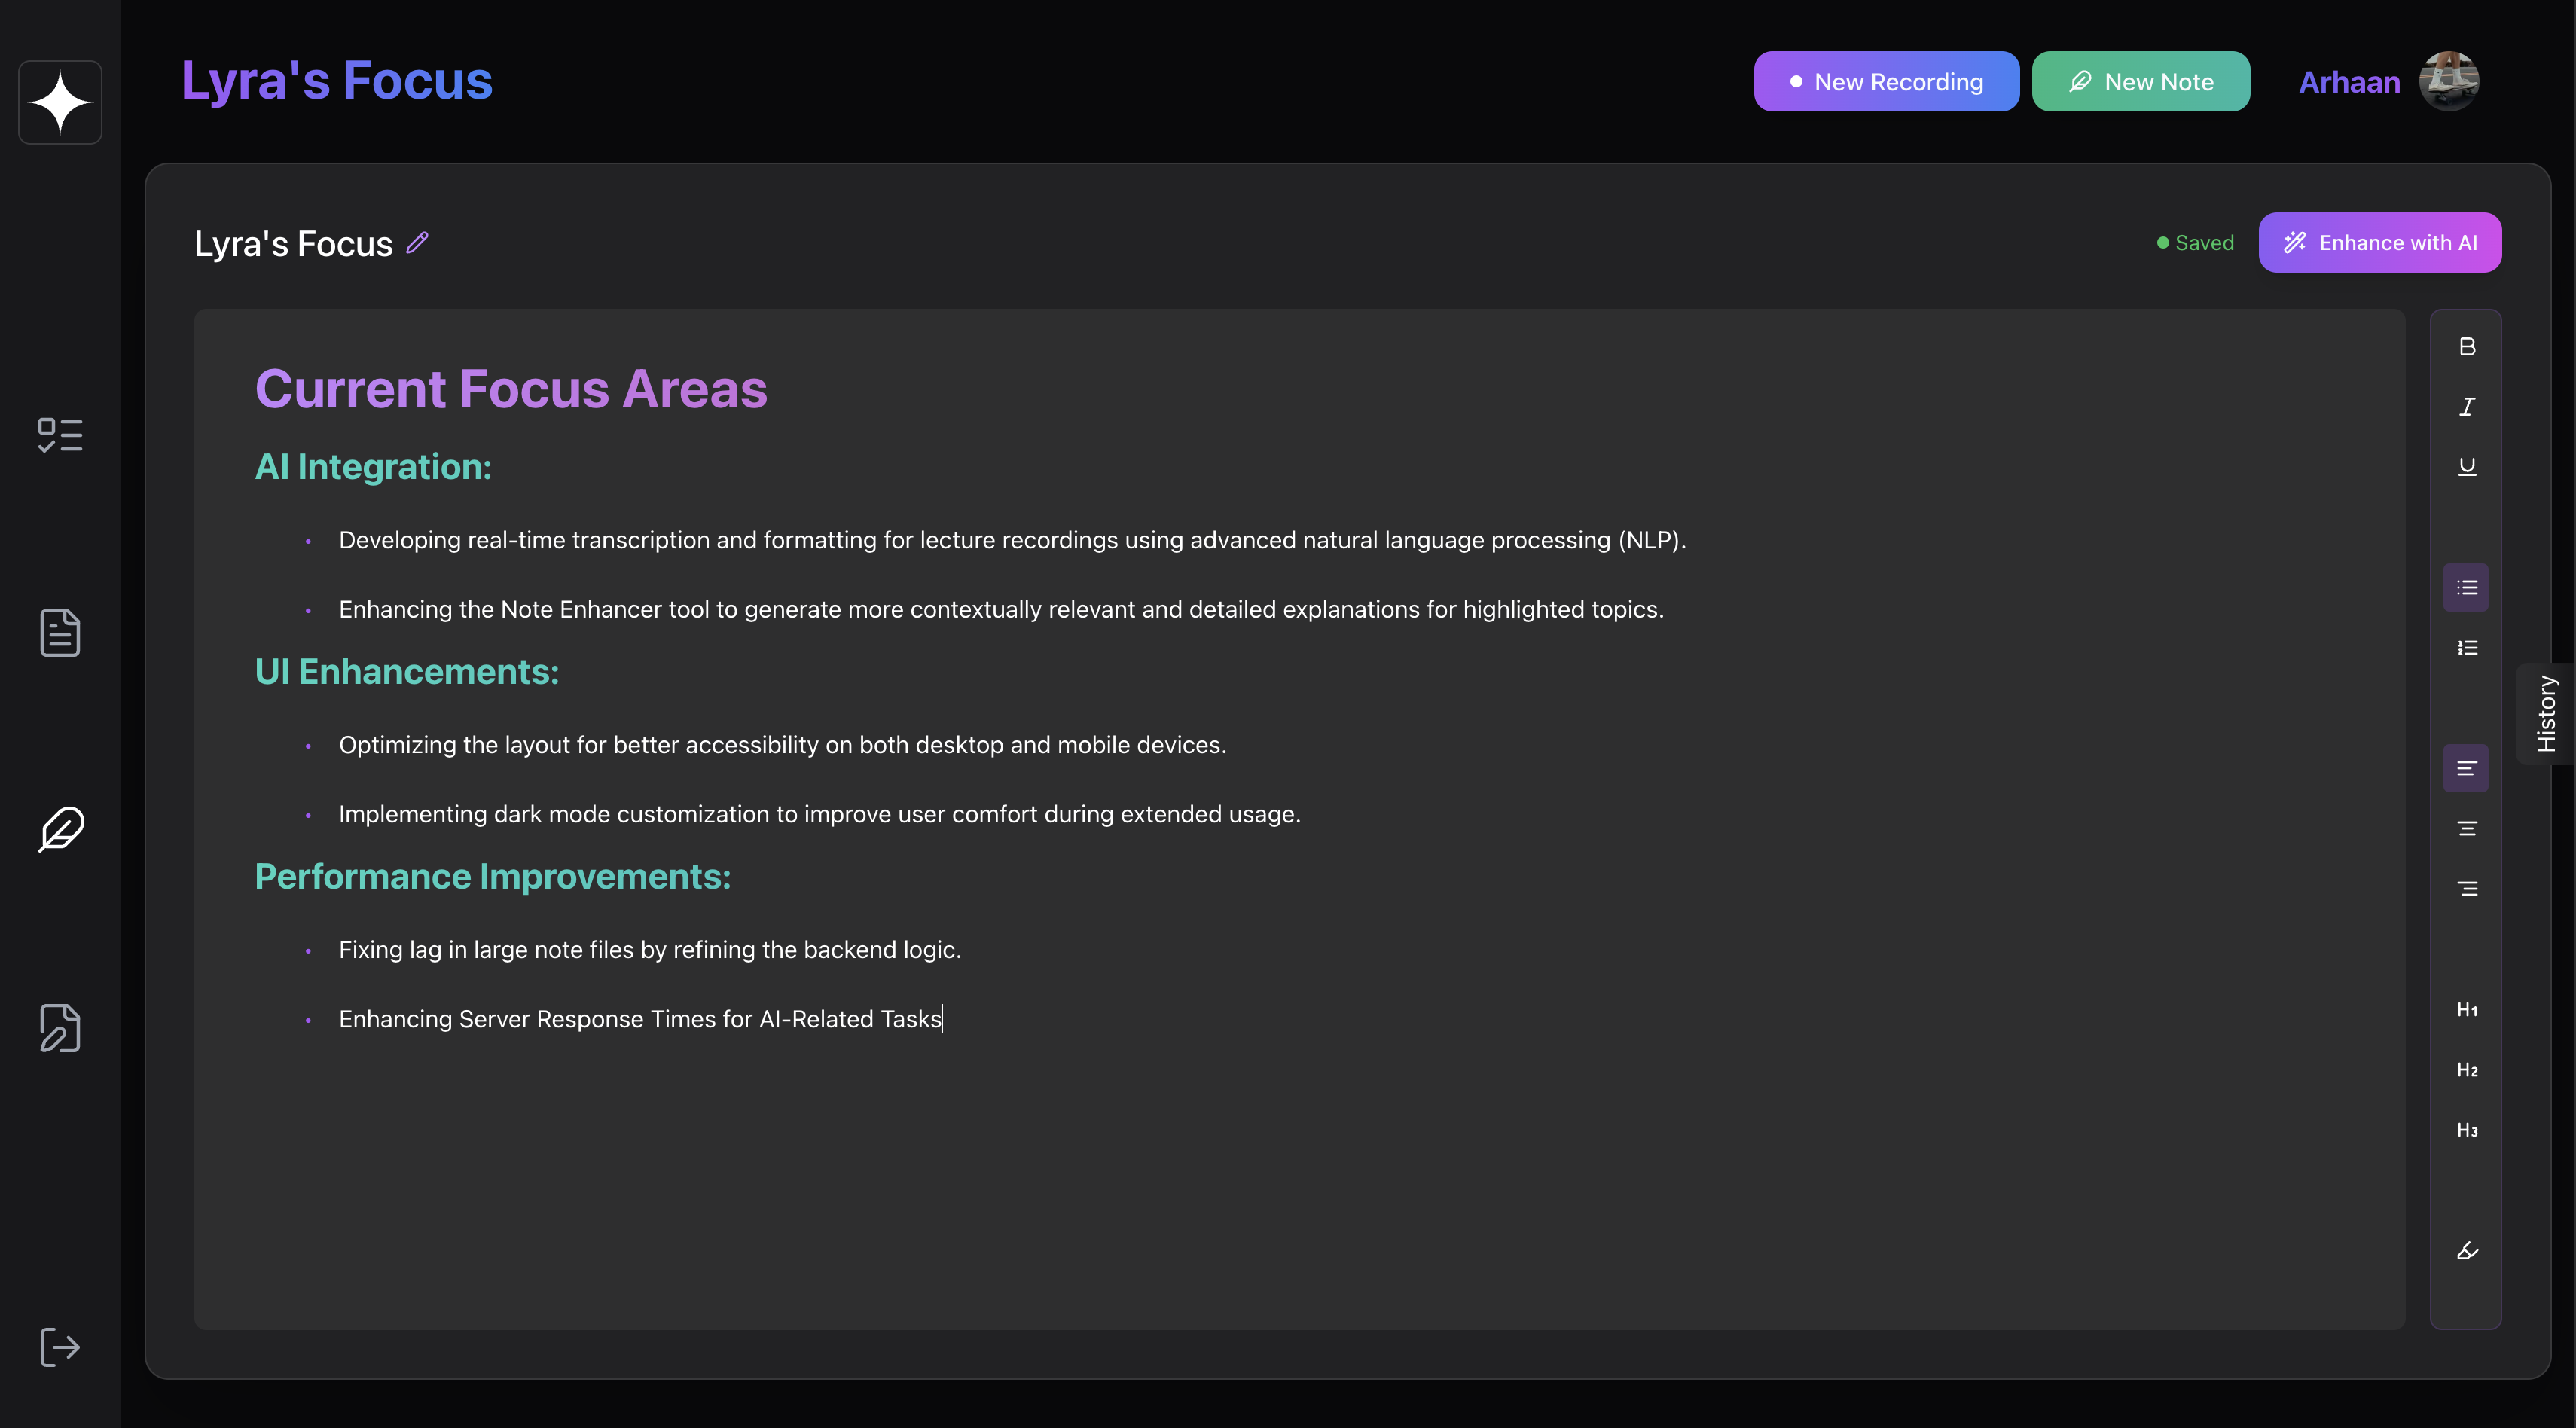 Lyra's Focus
New Recording
New Note
Arhaan
Lyra's Focus
Saved
Enhance with AI
Current Focus Areas
AI Integration:
• Developing real-time transcription and formatting for lecture recordings using advanced natural language processing (NLP).
• Enhancing the Note Enhancer tool to generate more contextually relevant and detailed explanations for highlighted topics.
UI Enhancements:
• Optimizing the layout for better accessibility on both desktop and mobile devices.
• Implementing dark mode customization to improve user comfort during extended usage.
Performance Improvements:
• Fixing lag in large note files by refining the backend logic.
• Enhancing Server Response Times for AI-Related Tasks
B
I
U
History
H1
H2
H3